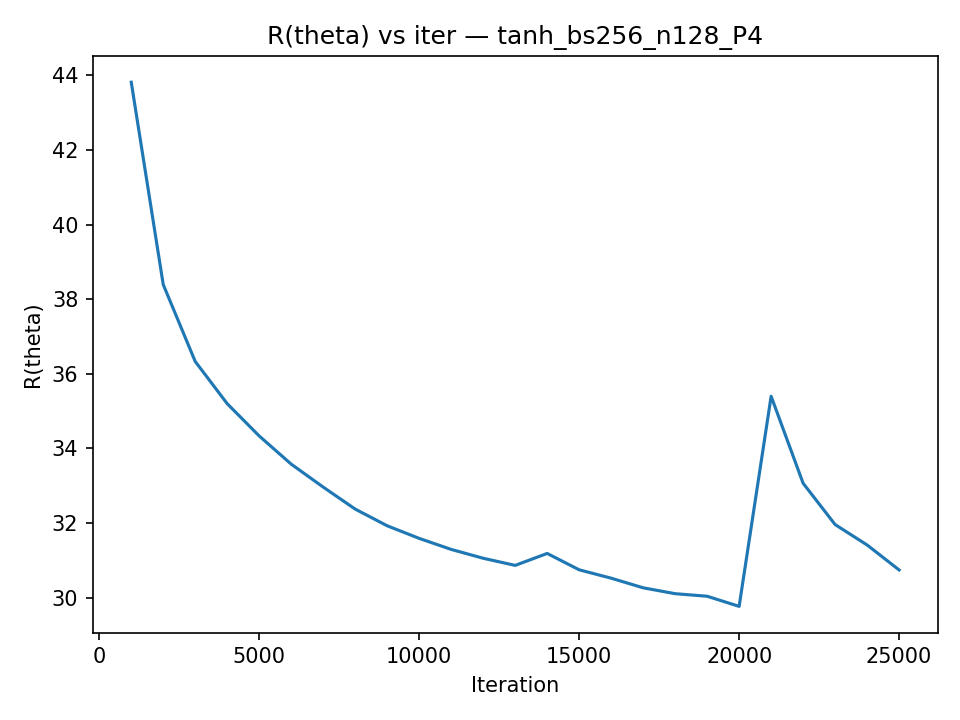 R(theta) vs iter — tanh_bs256_n128_P4
44
42
40
38
36
34
32
30
R(theta)
0 5000 10000 15000 20000 25000
Iteration